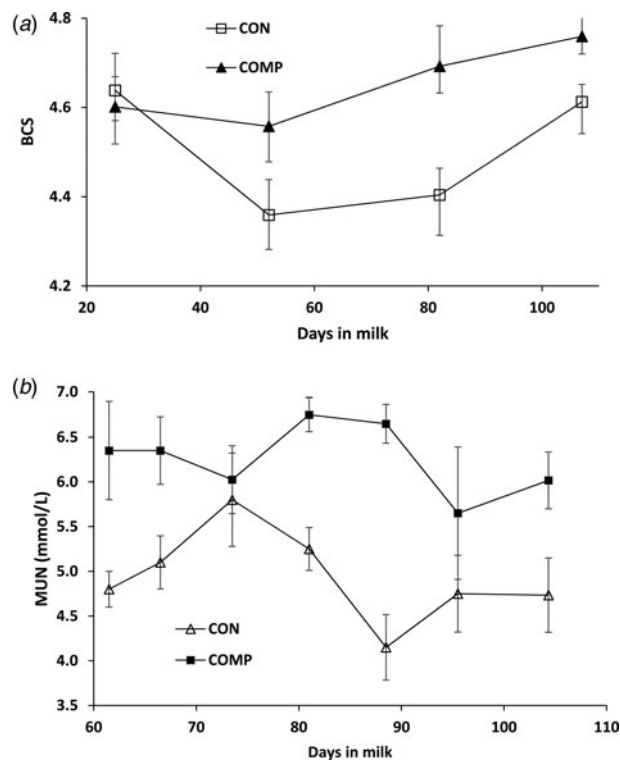 (a)
4.8
4.6
4.4
4.2
BCS
CON
COMP
20
40
60
80
100
Days in milk
(b)
7.0
6.5
6.0
5.5
5.0
4.5
4.0
3.5
MUN (mmol/L)
CON
COMP
60
70
80
90
100
110
Days in milk